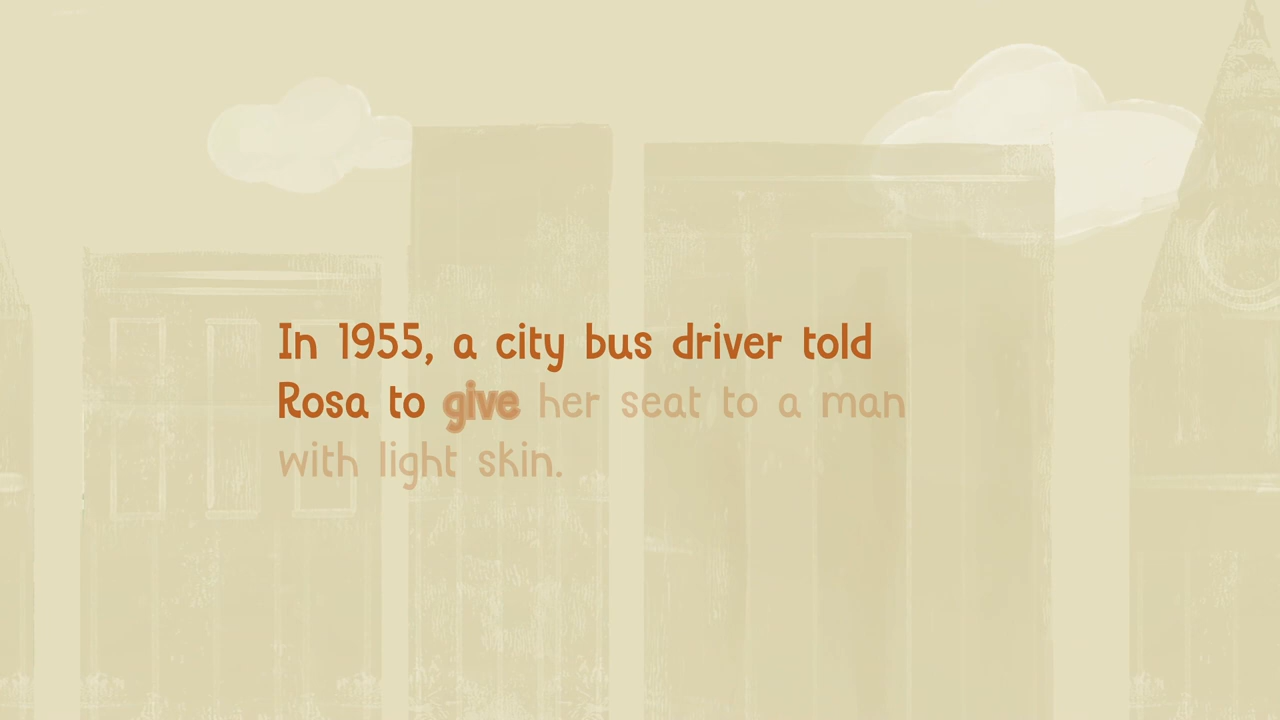 In 1955, a city bus driver told
Rosa to give her seat to a man
with light skin.